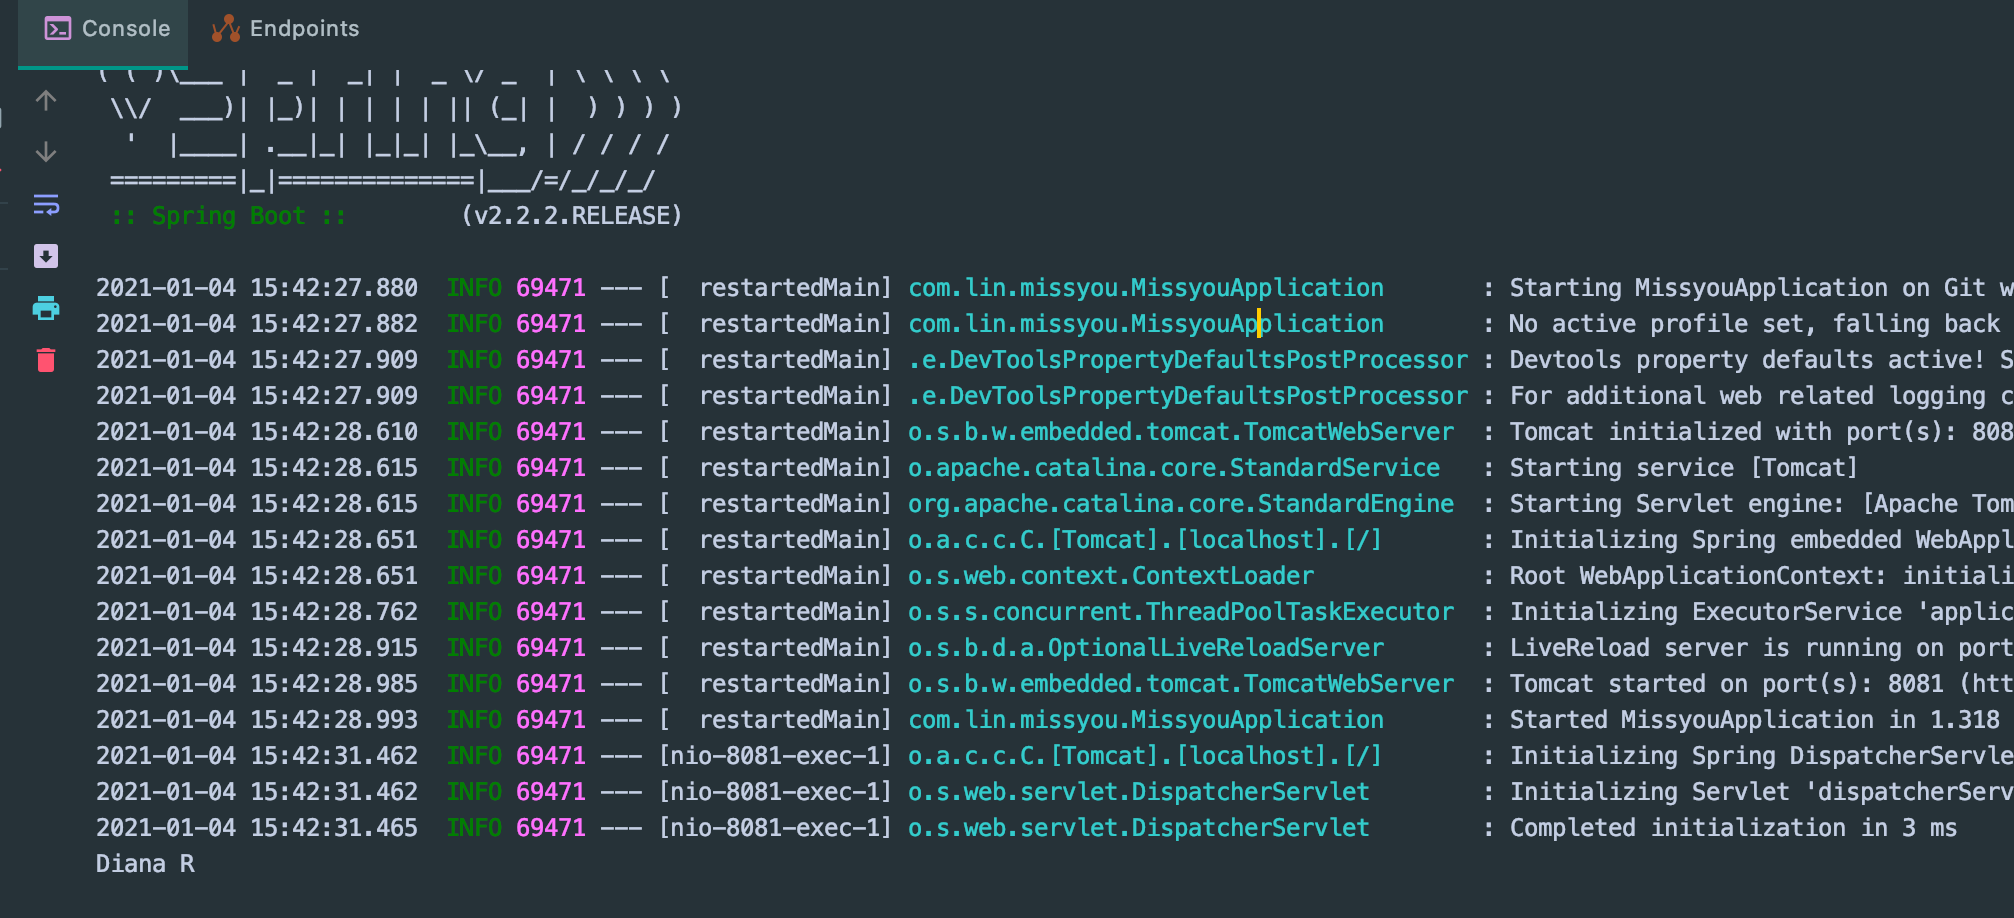 Console Endpoints
( ( )\___ | _ | _| | _ \/ _ | \ \ \ \
\\/ ___)| |_)| | | | | || (_| | ) ) ) )
' |____| .__|_| |_|_| |_\__, | / / / /
=========|_|==============|___/=/_/_/_/
:: Spring Boot :: (v2.2.2.RELEASE)
2021-01-04 15:42:27.880 INFO 69471 --- [ restartedMain] com.lin.missyou.MissyouApplication : Starting MissyouApplication on Git w
2021-01-04 15:42:27.882 INFO 69471 --- [ restartedMain] com.lin.missyou.MissyouApplication : No active profile set, falling back
2021-01-04 15:42:27.909 INFO 69471 --- [ restartedMain] .e.DevToolsPropertyDefaultsPostProcessor : Devtools property defaults active! S
2021-01-04 15:42:27.909 INFO 69471 --- [ restartedMain] .e.DevToolsPropertyDefaultsPostProcessor : For additional web related logging c
2021-01-04 15:42:28.610 INFO 69471 --- [ restartedMain] o.s.b.w.embedded.tomcat.TomcatWebServer : Tomcat initialized with port(s): 808
2021-01-04 15:42:28.615 INFO 69471 --- [ restartedMain] o.apache.catalina.core.StandardService : Starting service [Tomcat]
2021-01-04 15:42:28.615 INFO 69471 --- [ restartedMain] org.apache.catalina.core.StandardEngine : Starting Servlet engine: [Apache Tom
2021-01-04 15:42:28.651 INFO 69471 --- [ restartedMain] o.a.c.c.C.[Tomcat].[localhost].[/] : Initializing Spring embedded WebAppl
2021-01-04 15:42:28.651 INFO 69471 --- [ restartedMain] o.s.web.context.ContextLoader : Root WebApplicationContext: initiali
2021-01-04 15:42:28.762 INFO 69471 --- [ restartedMain] o.s.s.concurrent.ThreadPoolTaskExecutor : Initializing ExecutorService 'applic
2021-01-04 15:42:28.915 INFO 69471 --- [ restartedMain] o.s.b.d.a.OptionalLiveReloadServer : LiveReload server is running on port
2021-01-04 15:42:28.985 INFO 69471 --- [ restartedMain] o.s.b.w.embedded.tomcat.TomcatWebServer : Tomcat started on port(s): 8081 (htt
2021-01-04 15:42:28.993 INFO 69471 --- [ restartedMain] com.lin.missyou.MissyouApplication : Started MissyouApplication in 1.318
2021-01-04 15:42:31.462 INFO 69471 --- [nio-8081-exec-1] o.a.c.c.C.[Tomcat].[localhost].[/] : Initializing Spring DispatcherServle
2021-01-04 15:42:31.462 INFO 69471 --- [nio-8081-exec-1] o.s.web.servlet.DispatcherServlet : Initializing Servlet 'dispatcherServ
2021-01-04 15:42:31.465 INFO 69471 --- [nio-8081-exec-1] o.s.web.servlet.DispatcherServlet : Completed initialization in 3 ms
Diana R